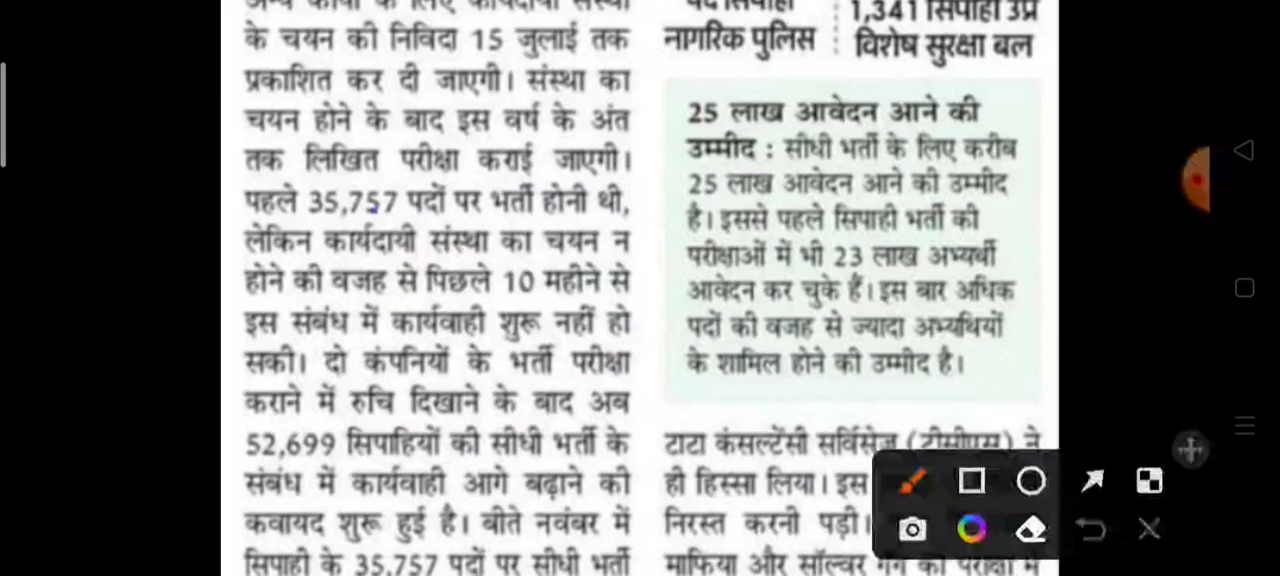 के चयन की निविदा 15 जुलाई तक
प्रकाशित कर दी जाएगी। संस्था का
चयन होने के बाद इस वर्ष के अंत
तक लिखित परीक्षा कराई जाएगी।
पहले 35,757 पदों पर भर्ती होनी थी,
लेकिन कार्यदायी संस्था का चयन न
होने की वजह से पिछले 10 महीने से
इस संबंध में कार्यवाही शुरू नहीं हो
सकी। दो कंपनियों के भर्ती परीक्षा
कराने में रुचि दिखाने के बाद अब
52,699 सिपाहियों की सीधी भर्ती के
संबंध में कार्यवाही आगे बढ़ाने की
कवायद शुरू हुई है। बीते नवंबर में
सिपाही के 35,757 पदों पर सीधी भर्ती
पद सिपाही
नागरिक पुलिस
1,341 सिपाही उप्र
विशेष सुरक्षा बल
25 लाख आवेदन आने की
उम्मीद : सीधी भर्ती के लिए करीब
25 लाख आवेदन आने की उम्मीद
है। इससे पहले सिपाही भर्ती की
परीक्षाओं में भी 23 लाख अभ्यर्थी
आवेदन कर चुके हैं। इस बार अधिक
पदों की वजह से ज्यादा अभ्यथियों
के शामिल होने की उम्मीद है।
टाटा कंसल्टेंसी सर्विसेज (टीसीएस) ने
ही हिस्सा लिया। इस
निरस्त करनी पड़ी।
माफिया और सॉल्वर गैंग की परीक्षा में